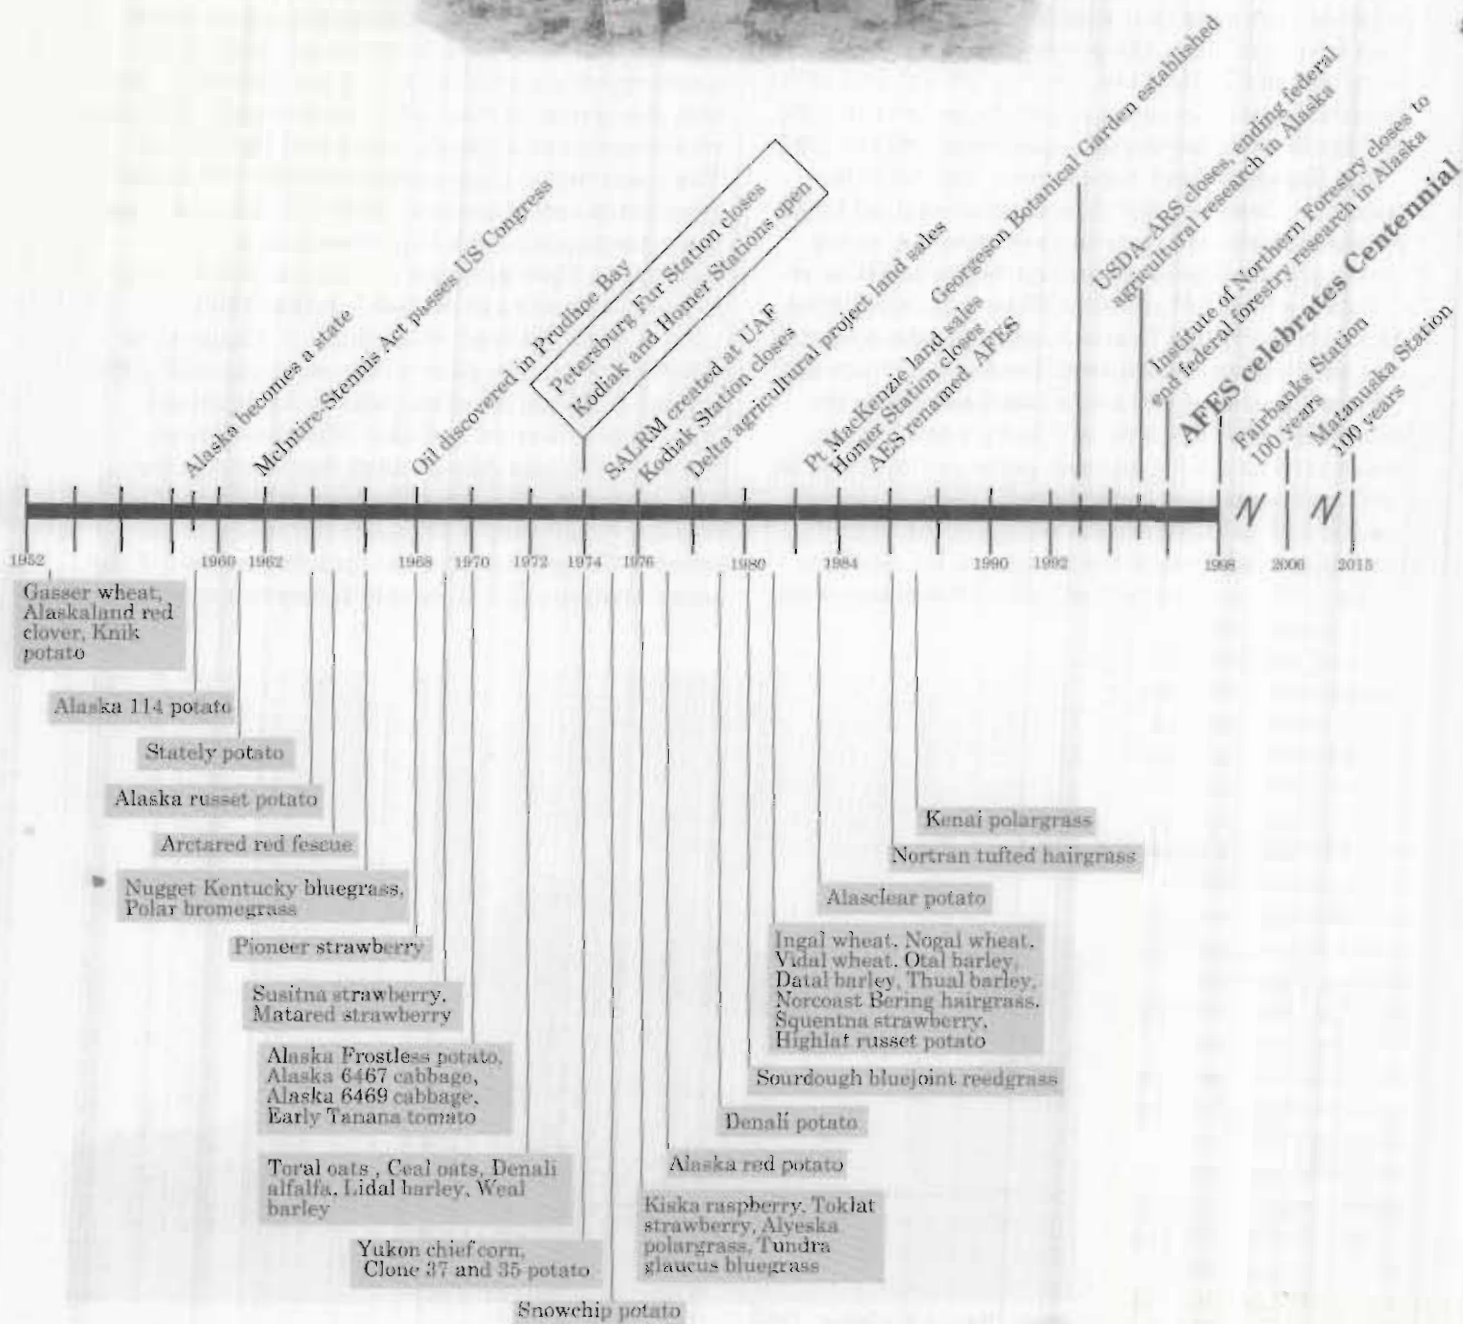 Alaska becomes a state
McIntire-Stennis Act passes US Congress
Oil discovered in Prudhoe Bay
Petersburg Fur Station closes
Kodiak and Homer Stations open
SALRM created at UAF
Kodiak Station closes
Delta agricultural project land sales
Pt MacKenzie land sales
Homer Station closes
AES renamed AFES
Georgeson Botanical Garden established
USDA-ARS closes, ending federal
agricultural research in Alaska
Institute of Northern Forestry closes to
end federal forestry research in Alaska
AFES celebrates Centennial
Fairbanks Station
100 years
Matanuska Station
100 years
1952 1960 1962 1968 1970 1972 1974 1976 1980 1984 1990 1992 1998 2006 2015
Gasser wheat,
Alaskaland red
clover, Knik
potato
Alaska 114 potato
Stately potato
Alaska russet potato
Arctared red fescue
Nugget Kentucky bluegrass,
Polar bromegrass
Pioneer strawberry
Susitna strawberry,
Matared strawberry
Alaska Frostless potato,
Alaska 6467 cabbage,
Alaska 6469 cabbage,
Early Tanana tomato
Toral oats , Ceal oats, Denali
alfalfa, Lidal barley, Weal
barley
Yukon chief corn,
Clone 37 and 35 potato
Snowchip potato
Kiska raspberry, Toklat
strawberry, Alyeska
polargrass, Tundra
glaucus bluegrass
Alaska red potato
Denali potato
Sourdough bluejoint reedgrass
Ingal wheat, Nogal wheat,
Vidal wheat, Otal barley,
Datal barley, Thual barley,
Norcoast Bering hairgrass,
Squentna strawberry,
Highlat russet potato
Alasclear potato
Nortran tufted hairgrass
Kenai polargrass